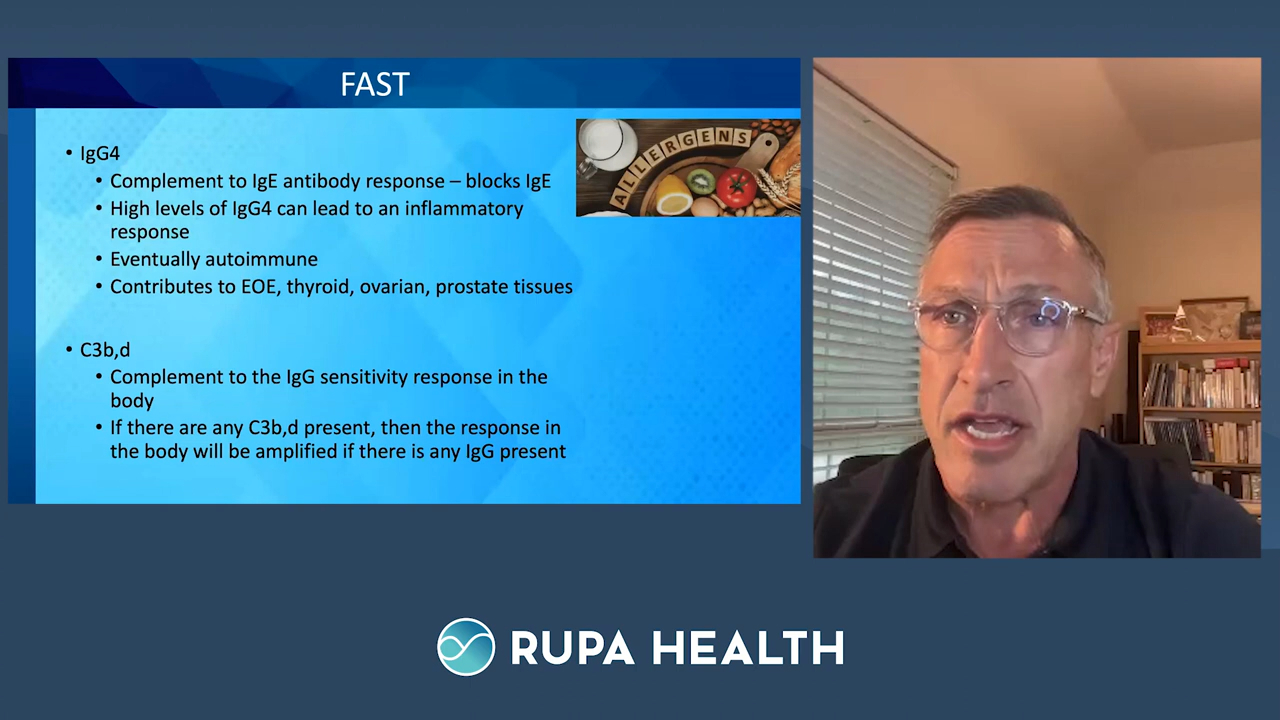 FAST
• IgG4
• Complement to IgE antibody response – blocks IgE
• High levels of IgG4 can lead to an inflammatory
response
• Eventually autoimmune
• Contributes to EOE, thyroid, ovarian, prostate tissues
• C3b,d
• Complement to the IgG sensitivity response in the
body
• If there are any C3b,d present, then the response in
the body will be amplified if there is any IgG present
ALLERGENS
RUPA HEALTH